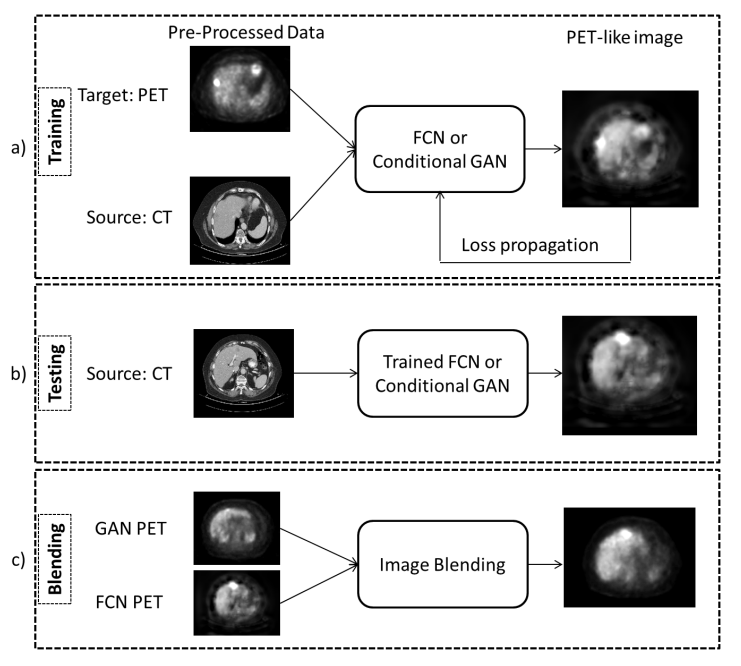 Pre-Processed Data
PET-like image
a)
Training
Target: PET
Source: CT
FCN or
Conditional GAN
Loss propagation
b)
Testing
Source: CT
Trained FCN or
Conditional GAN
c)
Blending
GAN PET
FCN PET
Image Blending